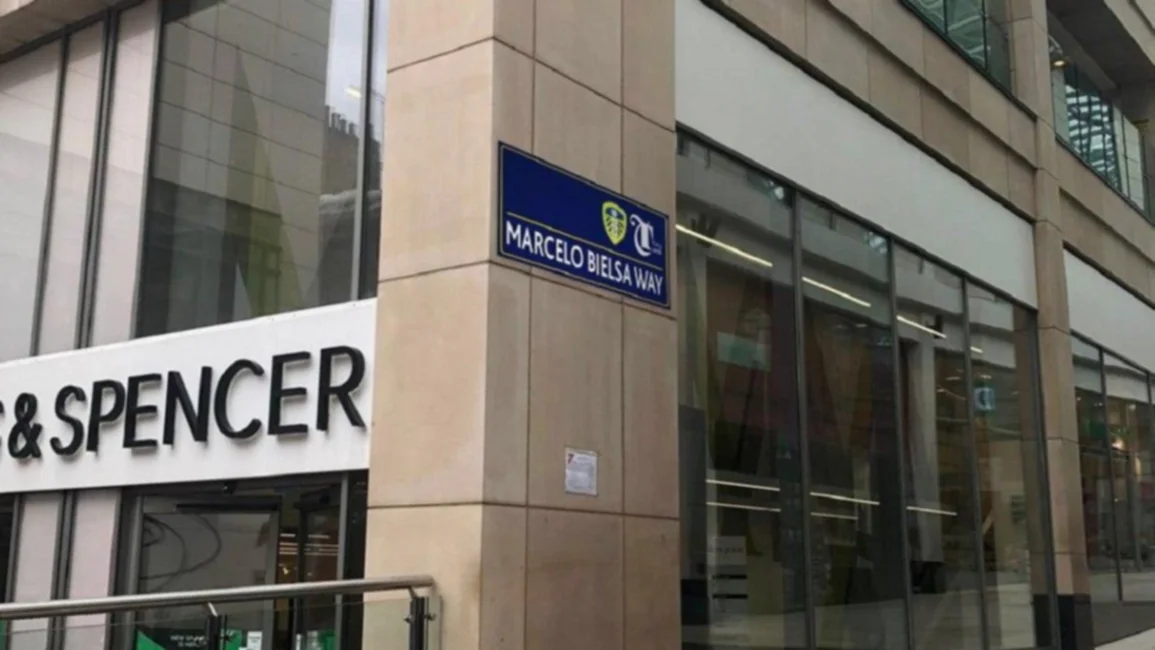 MARCELO BIELSA WAY
& SPENCER